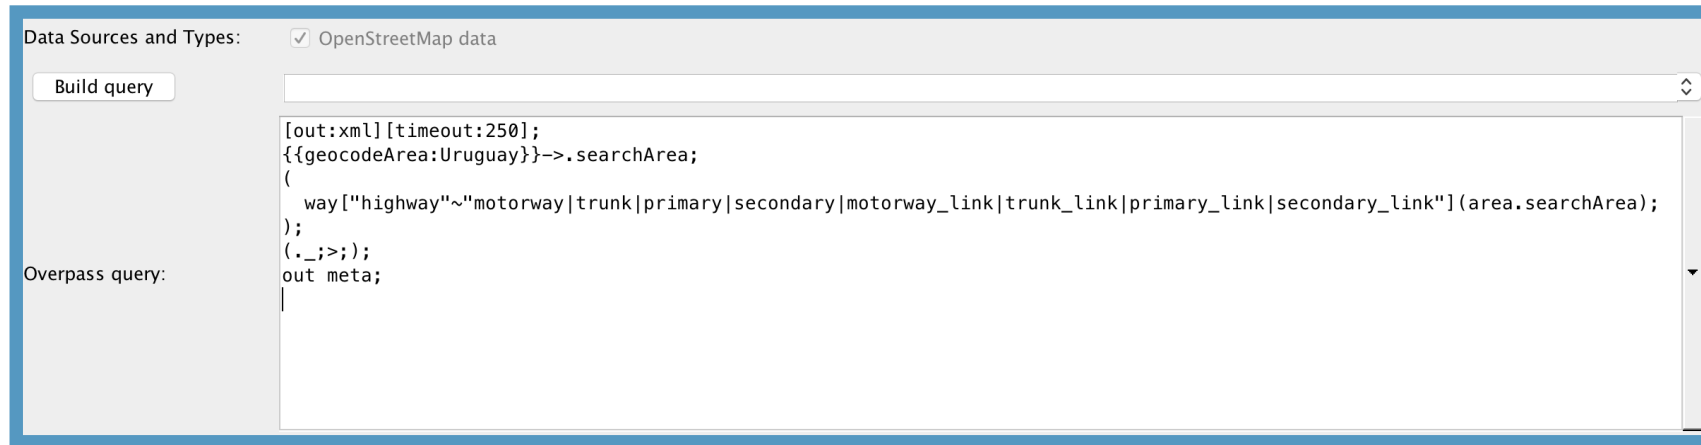 Data Sources and Types:
OpenStreetMap data
Build query
[out:xml][timeout:250];
{{geocodeArea:Uruguay}}->.searchArea;
(
  way["highway"~"motorway|trunk|primary|secondary|motorway_link|trunk_link|primary_link|secondary_link"](area.searchArea);
);
(._;>;);
Overpass query:
out meta;